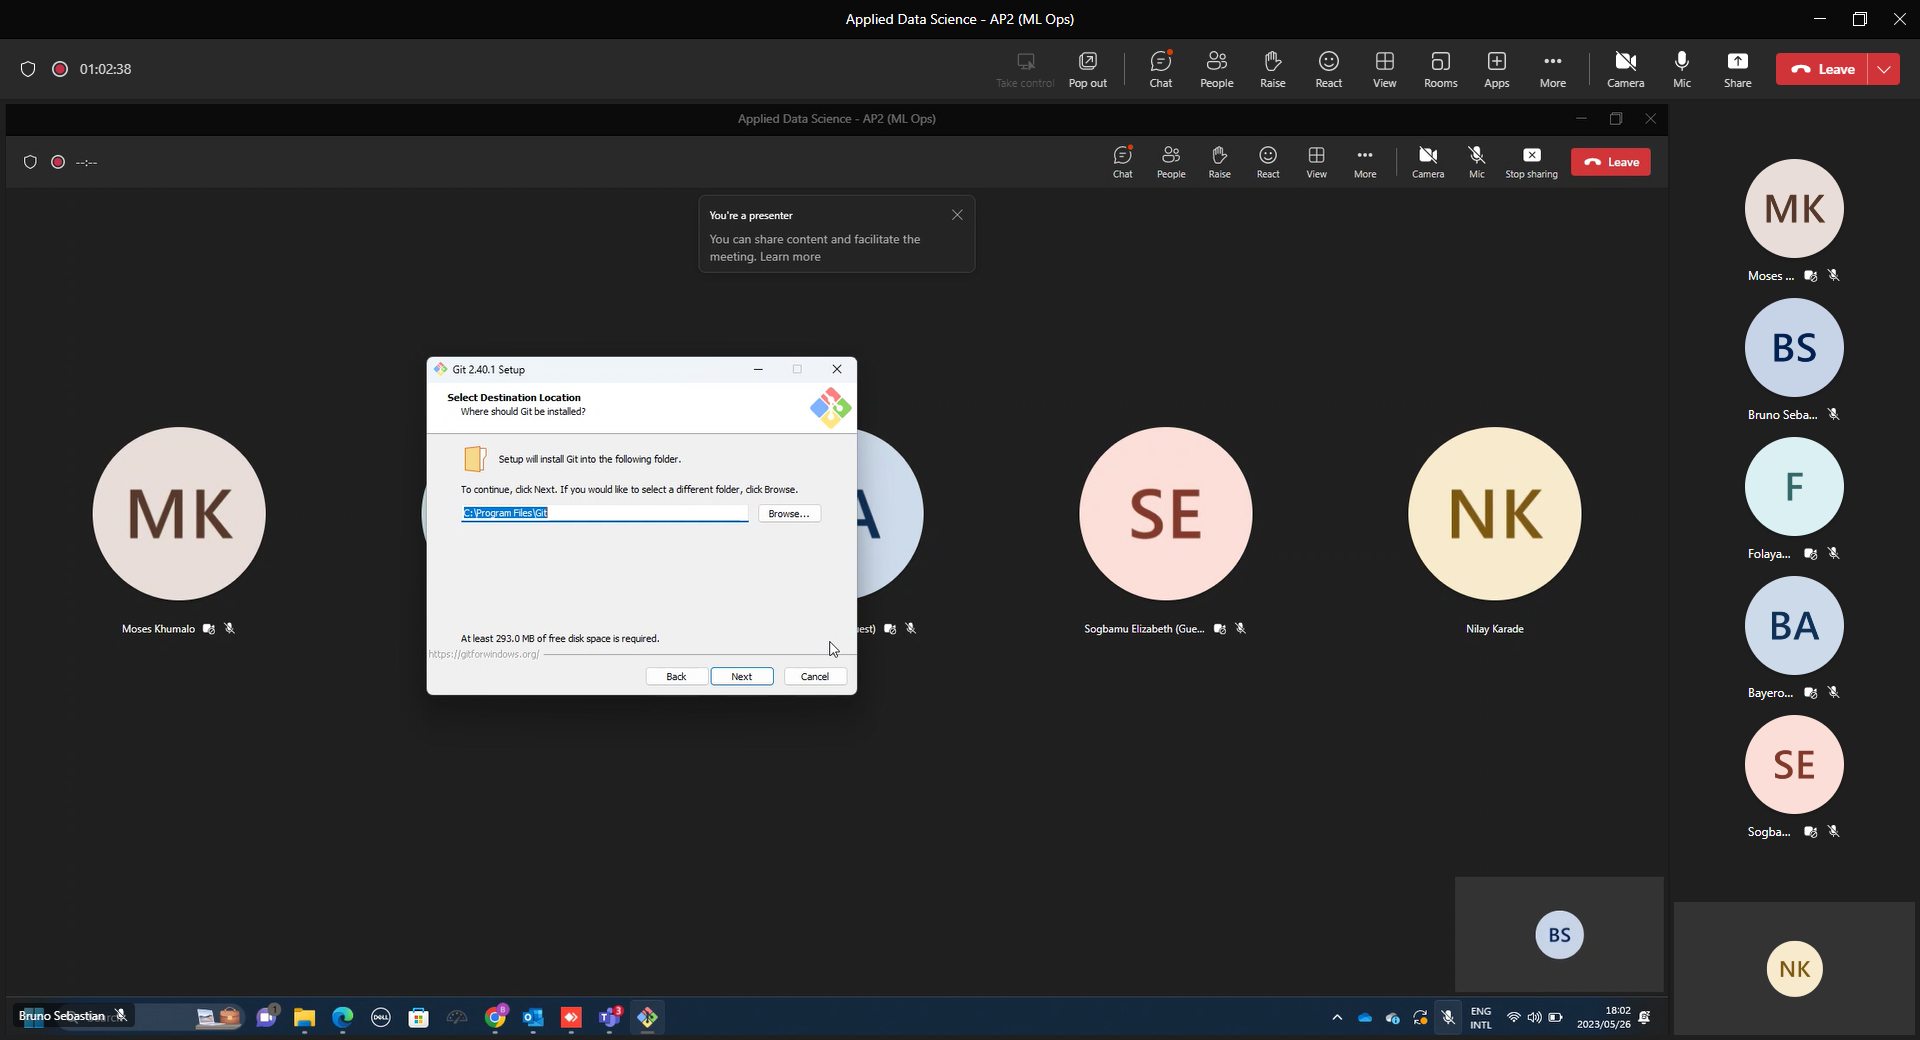 Applied Data Science - AP2 (ML Ops)
01:02:38
Take control
Pop out
Chat
People
Raise
React
View
Rooms
Apps
More
Camera
Mic
Share
Leave
Applied Data Science - AP2 (ML Ops)
--:--
Chat
People
Raise
React
View
More
Camera
Mic
Stop sharing
Leave
You're a presenter
You can share content and facilitate the
meeting. Learn more
Git 2.40.1 Setup
Select Destination Location
Where should Git be installed?
Setup will install Git into the following folder.
To continue, click Next. If you would like to select a different folder, click Browse.
C:\Program Files\Git
Browse...
At least 293.0 MB of free disk space is required.
https://gitforwindows.org/
Back
Next
Cancel
MK
A
SE
NK
Moses Khumalo
est)
Sogbamu Elizabeth (Gue...
Nilay Karade
MK
Moses ...
BS
Bruno Seba...
F
Folaya...
BA
Bayero...
SE
Sogba...
BS
NK
Bruno Sebastian
1
DELL
8
3
ENG
INTL
18:02
2023/05/26